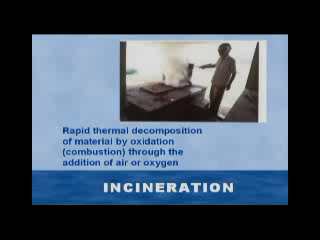 Rapid thermal decomposition
of material by oxidation
(combustion) through the
addition of air or oxygen
INCINERATION